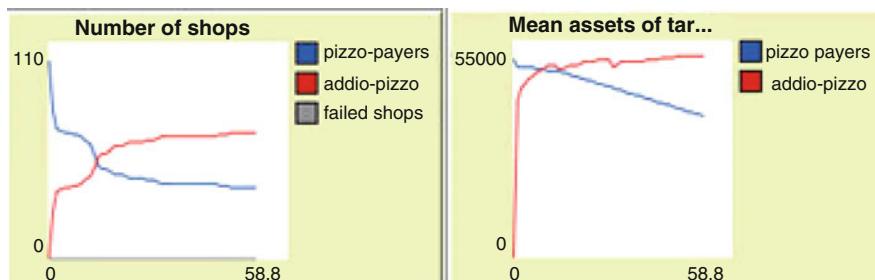 Number of shops
110
0
0
58.8
pizzo-payers
addio-pizzo
failed shops
Mean assets of tar...
55000
0
0
58.8
pizzo payers
addio-pizzo